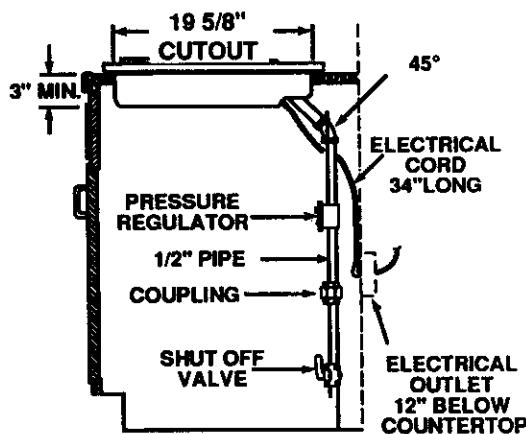 19 5/8"
CUTOUT
3" MIN.
45°
ELECTRICAL
CORD
34"LONG
PRESSURE
REGULATOR
1/2" PIPE
COUPLING
SHUT OFF
VALVE
ELECTRICAL
OUTLET
12" BELOW
COUNTERTOP